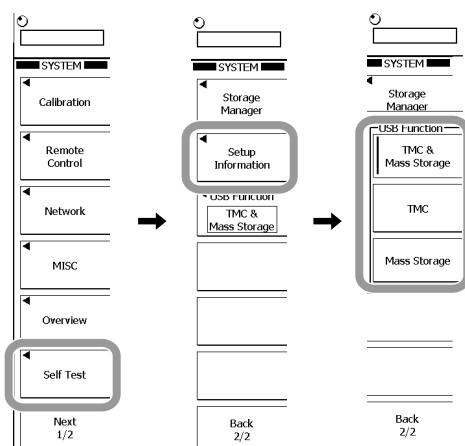 SYSTEM
Calibration
Remote
Control
Network
MISC
Overview
Self Test
Next
1/2
SYSTEM
Storage
Manager
Setup
Information
USB Function
TMC &
Mass Storage
Back
2/2
SYSTEM
Storage
Manager
USB Function
TMC &
Mass Storage
TMC
Mass Storage
Back
2/2